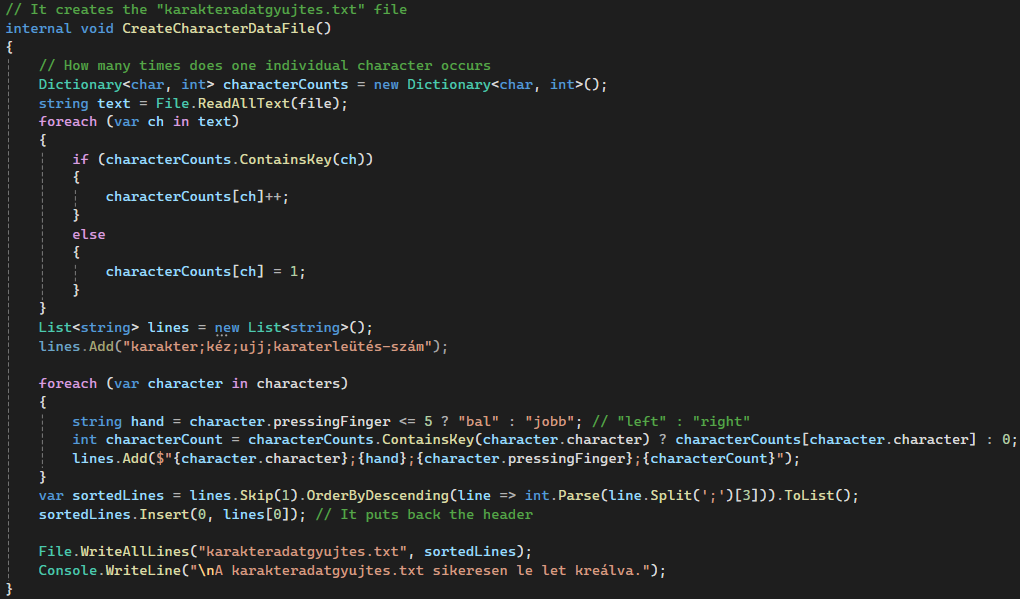 // It creates the "karakteradatgyujtes.txt" file
internal void CreateCharacterDataFile()
{
    // How many times does one individual character occurs
    Dictionary<char, int> characterCounts = new Dictionary<char, int>();
    string text = File.ReadAllText(file);
    foreach (var ch in text)
    {
        if (characterCounts.ContainsKey(ch))
        {
            characterCounts[ch]++;
        }
        else
        {
            characterCounts[ch] = 1;
        }
    }
    List<string> lines = new List<string>();
    lines.Add("karakter;kéz;ujj;karaterleütés-szám");

    foreach (var character in characters)
    {
        string hand = character.pressingFinger <= 5 ? "bal" : "jobb"; // "left" : "right"
        int characterCount = characterCounts.ContainsKey(character.character) ? characterCounts[character.character] : 0;
        lines.Add($"{character.character};{hand};{character.pressingFinger};{characterCount}");
    }
    var sortedLines = lines.Skip(1).OrderByDescending(line => int.Parse(line.Split(';')[3])).ToList();
    sortedLines.Insert(0, lines[0]); // It puts back the header

    File.WriteAllLines("karakteradatgyujtes.txt", sortedLines);
    Console.WriteLine("\nA karakteradatgyujtes.txt sikeresen le let kreálva.");
}